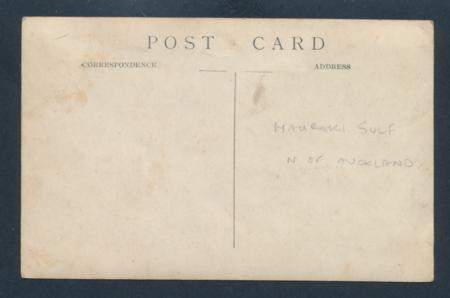 POST CARD
CORRESPONDENCE
ADDRESS
HAURAKI GULF
N OF AUCKLAND